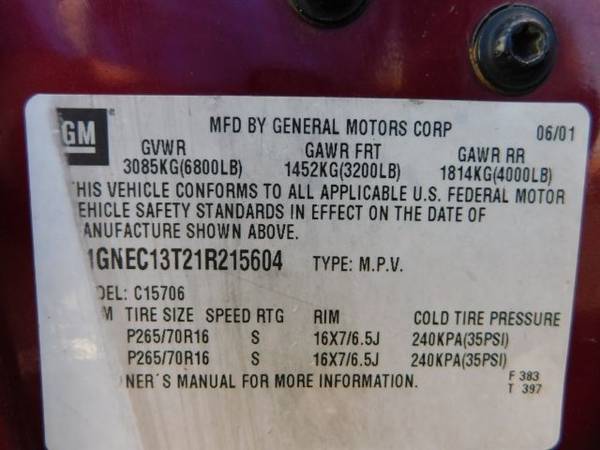 GM ®
MFD BY GENERAL MOTORS CORP 06/01
GVWR GAWR FRT GAWR RR
3085KG(6800LB) 1452KG(3200LB) 1814KG(4000LB)
THIS VEHICLE CONFORMS TO ALL APPLICABLE U.S. FEDERAL MOTOR
EHICLE SAFETY STANDARDS IN EFFECT ON THE DATE OF
ANUFACTURE SHOWN ABOVE.
1GNEC13T21R215604 TYPE: M.P.V.
DEL: C15706
M TIRE SIZE SPEED RTG RIM COLD TIRE PRESSURE
P265/70R16 S 16X7/6.5J 240KPA(35PSI)
P265/70R16 S 16X7/6.5J 240KPA(35PSI)
NER'S MANUAL FOR MORE INFORMATION.
F 383
T 397